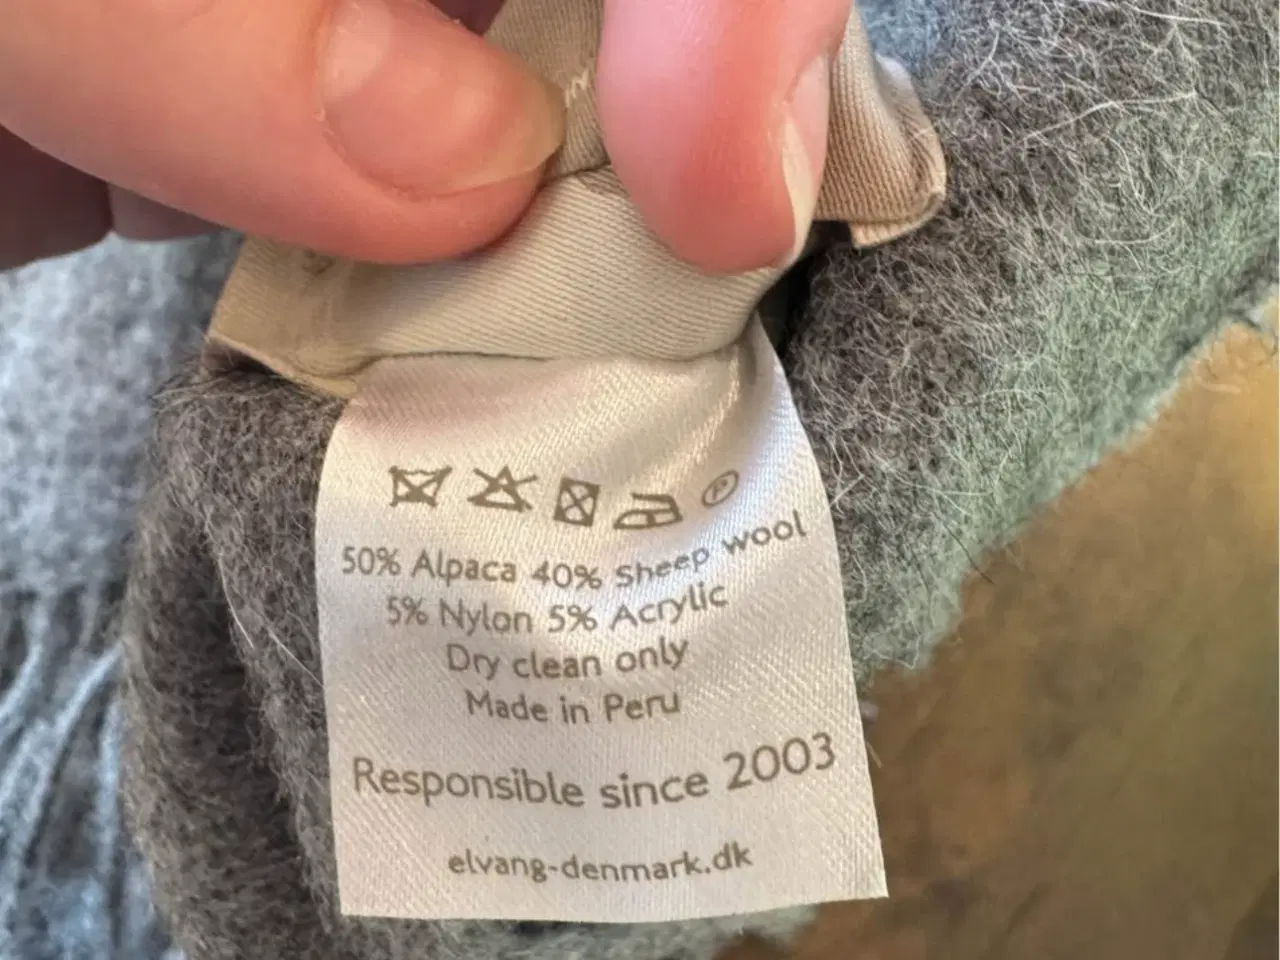 P
50% Alpaca 40% Sheep wool
5% Nylon 5% Acrylic
Dry clean only
Made in Peru
Responsible since 2003
elvang-denmark.dk